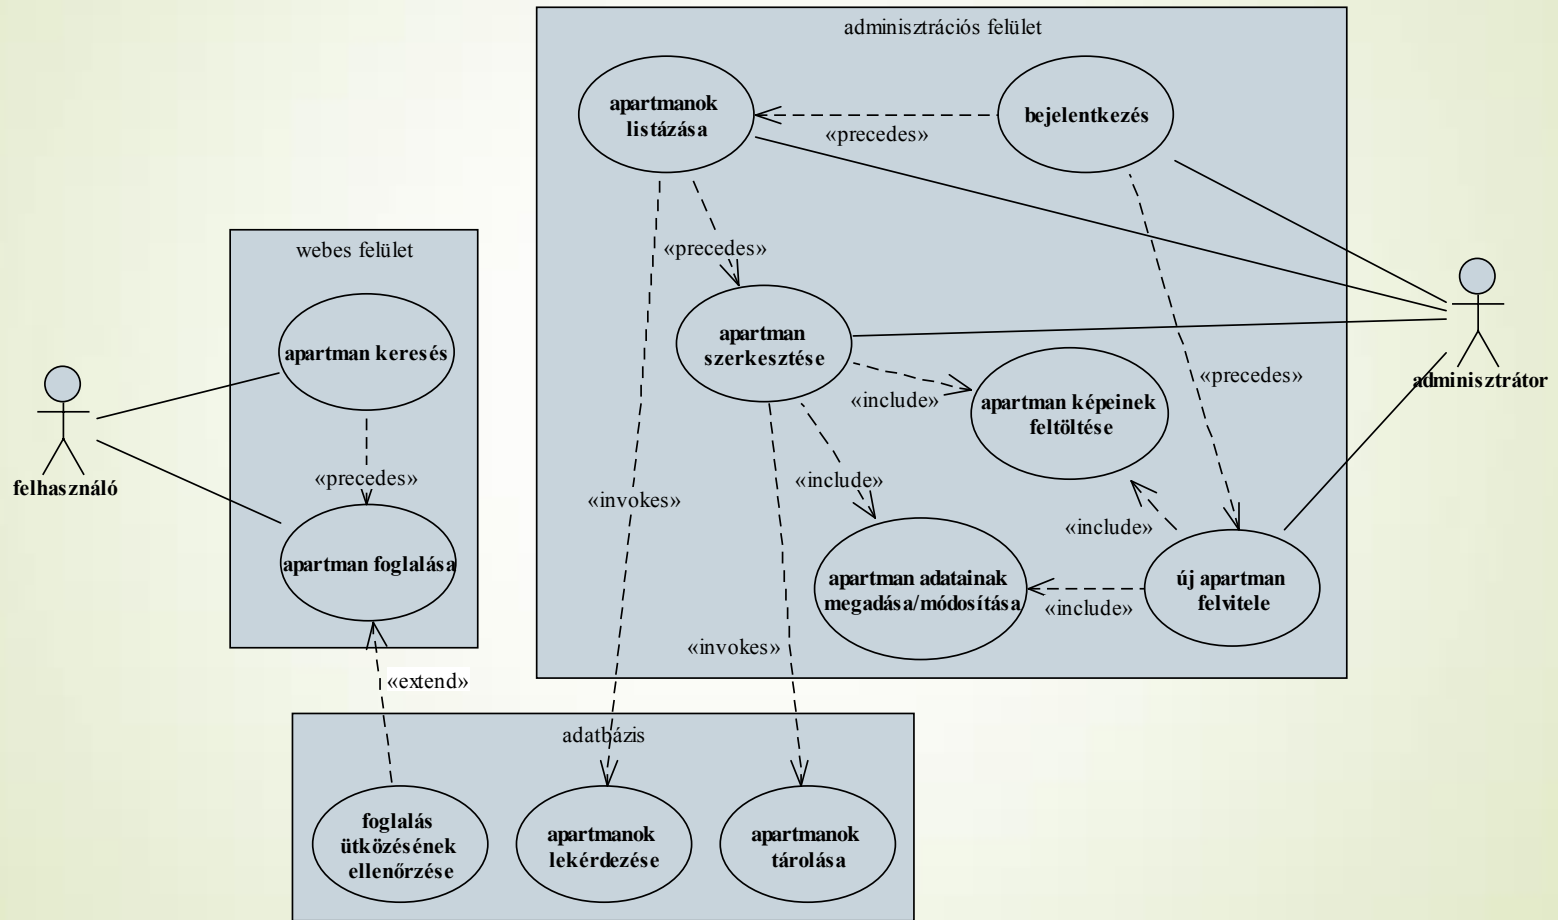 adminisztrációs felület
apartmanok
listázása
bejelentkezés
«precedes»
«precedes»
webes felület
apartman
szerkesztése
apartman keresés
«precedes»
adminisztrátor
«include»
apartman képeinek
feltöltése
felhasználó
«precedes»
«include»
«invokes»
«include»
apartman foglalása
apartman adatainak
megadása/módosítása
«include»
új apartman
felvitele
«invokes»
«extend»
adatbázis
foglalás
ütközésének
ellenőrzése
apartmanok
lekérdezése
apartmanok
tárolása